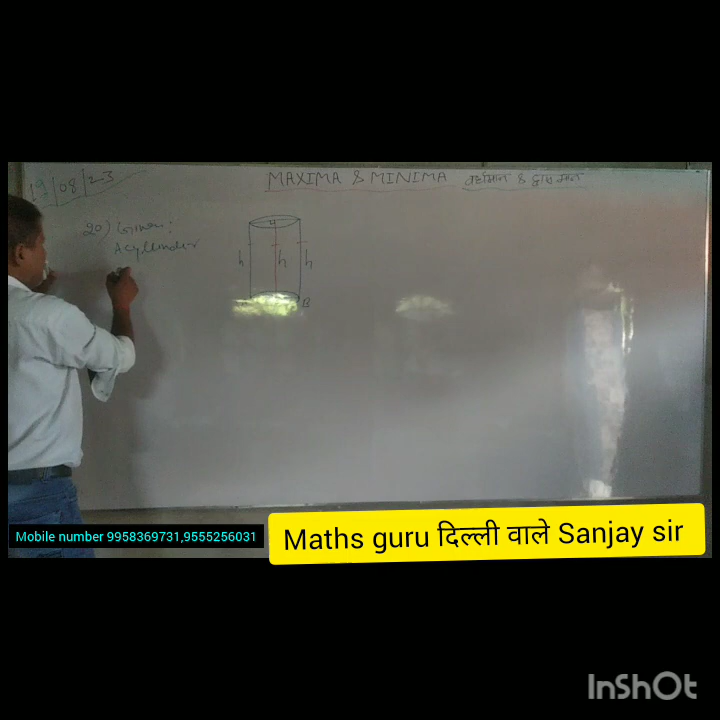 19/08/23
MAXIMA & MINIMA
20) Given:
A cylinder
h h h
B
Mobile number 9958369731,9555256031
Maths guru दिल्ली वाले Sanjay sir
InShOt